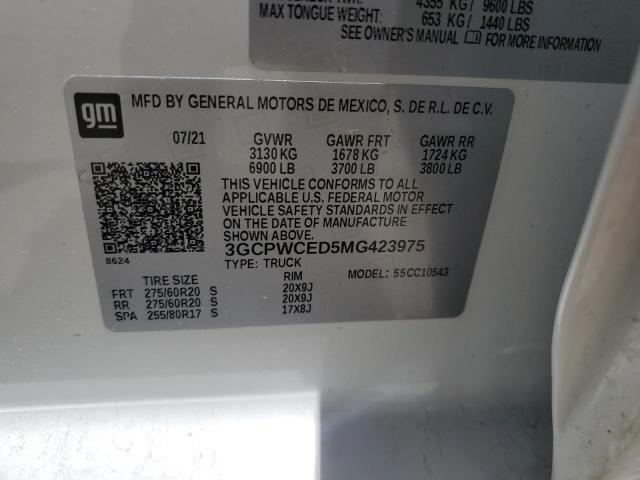 4355 KG/ 9600 LBS
MAX TONGUE WEIGHT: 653 KG/ 1440 LBS
SEE OWNER'S MANUAL FOR MORE INFORMATION
gm MFD BY GENERAL MOTORS DE MEXICO, S. DE R.L. DE C.V.
07/21 GVWR GAWR FRT GAWR RR
3130 KG 1678 KG 1724 KG
6900 LB 3700 LB 3800 LB
THIS VEHICLE CONFORMS TO ALL
APPLICABLE U.S. FEDERAL MOTOR
VEHICLE SAFETY STANDARDS IN EFFECT
ON THE DATE OF MANUFACTURE
SHOWN ABOVE.
3GCPWCED5MG423975
8624 TYPE: TRUCK
MODEL: 55CC10543
TIRE SIZE RIM
FRT 275/60R20 S 20X9J
RR 275/60R20 S 20X9J
SPA 255/80R17 S 17X8J